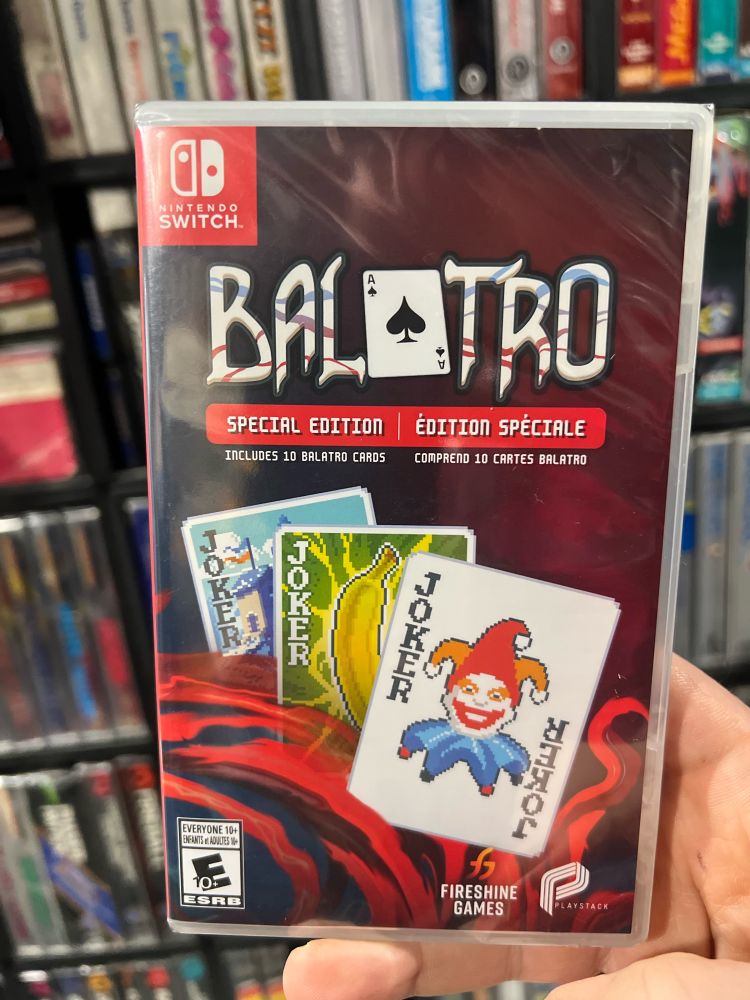 NINTENDO
SWITCH™
BALATRO
A
A
SPECIAL EDITION | ÉDITION SPÉCIALE
INCLUDES 10 BALATRO CARDS COMPREND 10 CARTES BALATRO
JOKER
JOKER
JOKER
JOKER
EVERYONE 10+
ENFANTS et ADULTES 10+
E
10+
ESRB
FIRESHINE
GAMES
PLAYSTACK